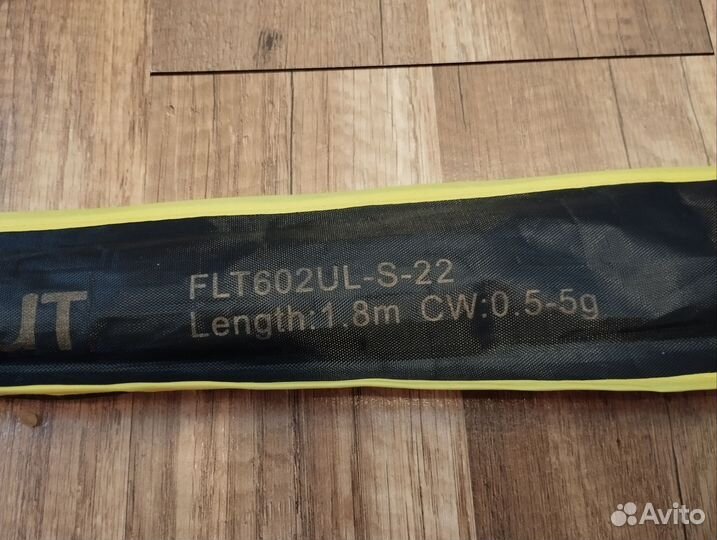 FLT602UL-S-22
Length:1.8m CW:0.5-5g
Avito